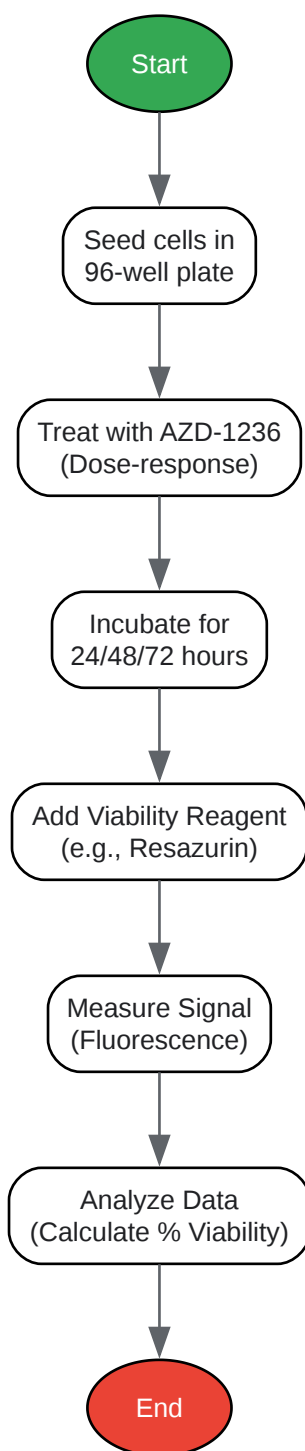 Start
Seed cells in
96-well plate
Treat with AZD-1236
(Dose-response)
Incubate for
24/48/72 hours
Add Viability Reagent
(e.g., Resazurin)
Measure Signal
(Fluorescence)
Analyze Data
(Calculate % Viability)
End